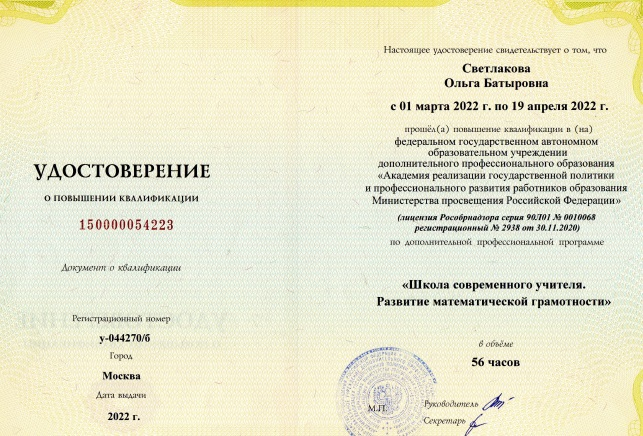 УДОСТОВЕРЕНИЕ
О ПОВЫШЕНИИ КВАЛИФИКАЦИИ
150000054223
Документ о квалификации
Регистрационный номер
у-044270/б
Город
Москва
Дата выдачи
2022 г.
Настоящее удостоверение свидетельствует о том, что
Светлакова
Ольга Батыровна
с 01 марта 2022 г. по 19 апреля 2022 г.
прошёл(а) повышение квалификации в (на)
федеральном государственном автономном
образовательном учреждении
дополнительного профессионального образования
«Академия реализации государственной политики
и профессионального развития работников образования
Министерства просвещения Российской Федерации»
(лицензия Рособрнадзора серия 90Л01 № 0010068
регистрационный № 2938 от 30.11.2020)
по дополнительной профессиональной программе
«Школа современного учителя.
Развитие математической грамотности»
в объёме
56 часов
М.П.
Руководитель
Секретарь